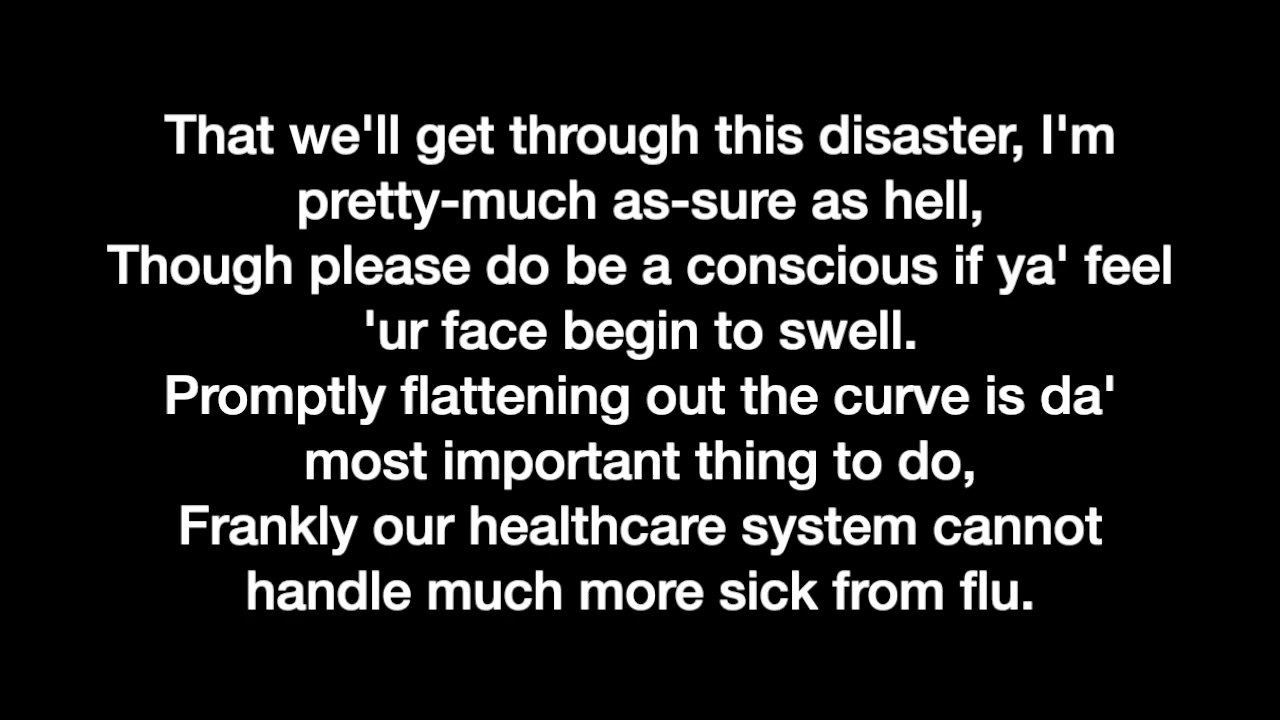 That we'll get through this disaster, I'm
pretty-much as-sure as hell,
Though please do be a conscious if ya' feel
'ur face begin to swell.
Promptly flattening out the curve is da'
most important thing to do,
Frankly our healthcare system cannot
handle much more sick from flu.